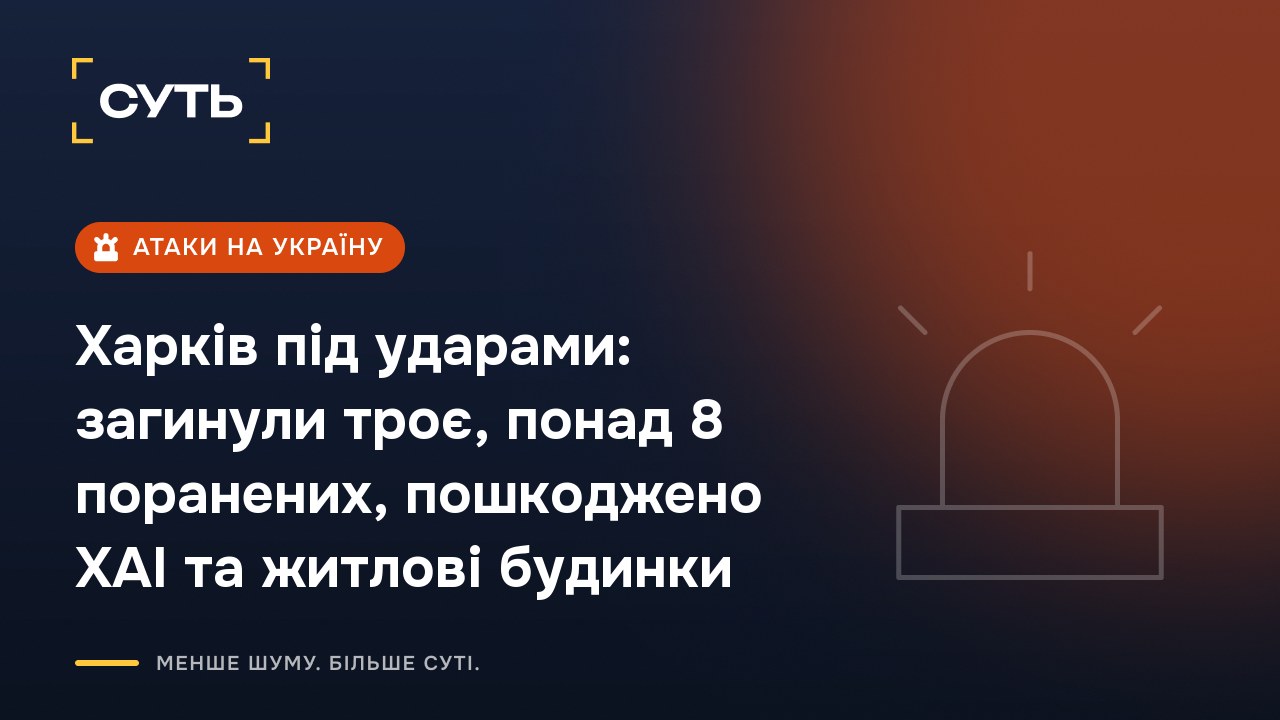 СУТЬ
АТАКИ НА УКРАЇНУ
Харків під ударами:
загинули троє, понад 8
поранених, пошкоджено
ХАІ та житлові будинки
МЕНШЕ ШУМУ. БІЛЬШЕ СУТІ.